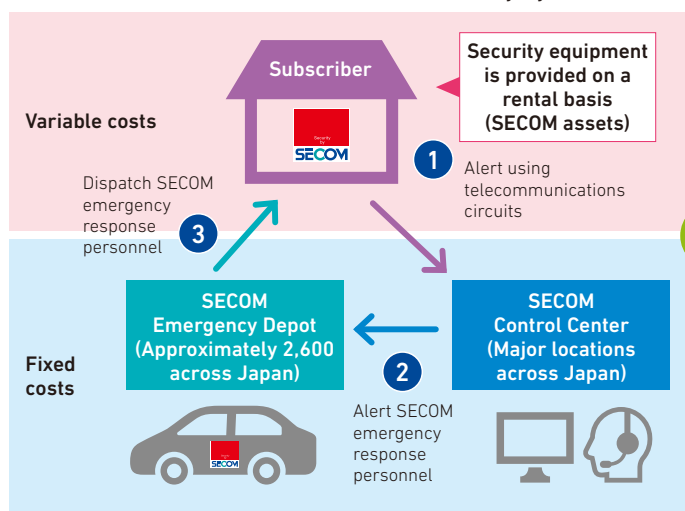 Subscriber
Security equipment
is provided on a
rental basis
(SECOM assets)
Variable costs
Security
by
SECOM
1
Alert using
telecommunications
circuits
Dispatch SECOM
emergency
response
personnel
3
SECOM
Emergency Depot
(Approximately 2,600
across Japan)
SECOM
Control Center
(Major locations
across Japan)
Fixed
costs
2
Alert SECOM
emergency
response
personnel
SECOM